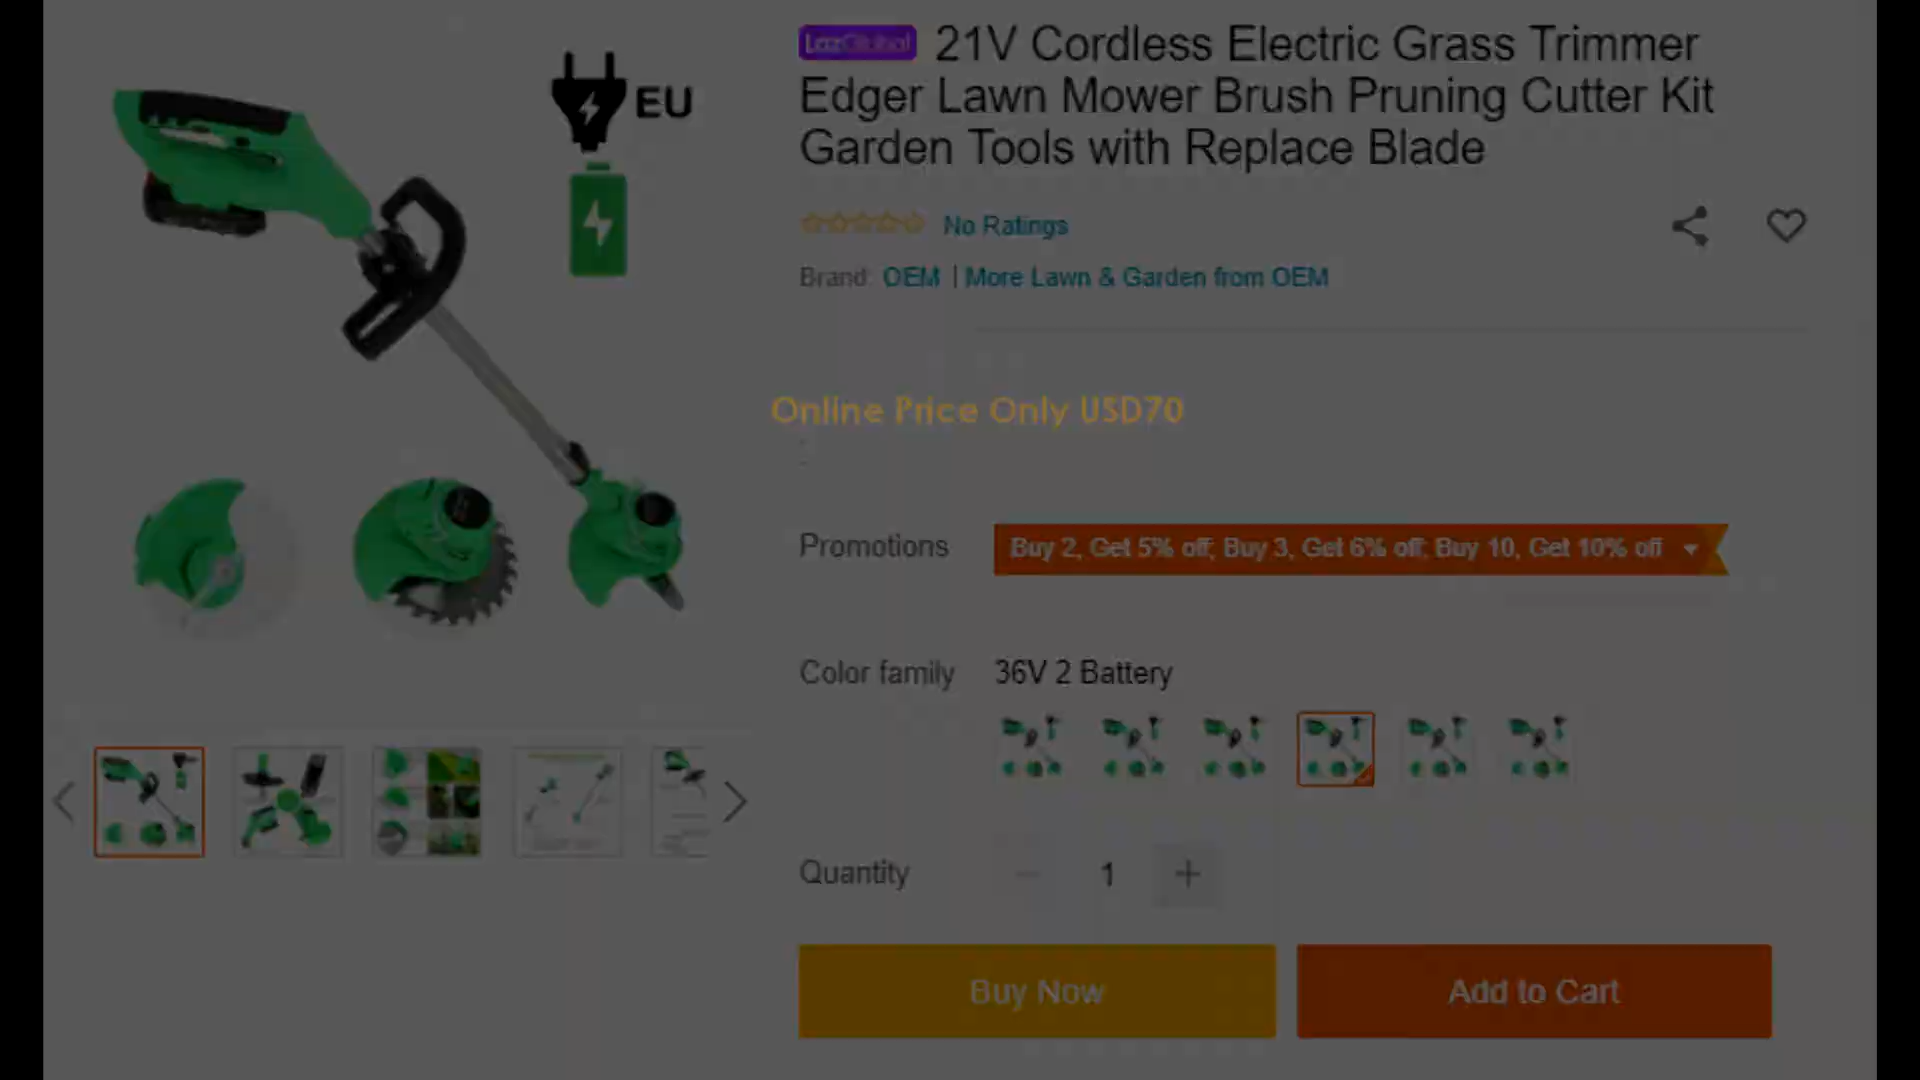 LazGlobal 21V Cordless Electric Grass Trimmer
Edger Lawn Mower Brush Pruning Cutter Kit
Garden Tools with Replace Blade
EU
No Ratings
Brand: OEM | More Lawn & Garden from OEM
Online Price Only USD70
Promotions Buy 2, Get 5% off; Buy 3, Get 6% off; Buy 10, Get 10% off
Color family 36V 2 Battery
Quantity − 1 +
Buy Now Add to Cart